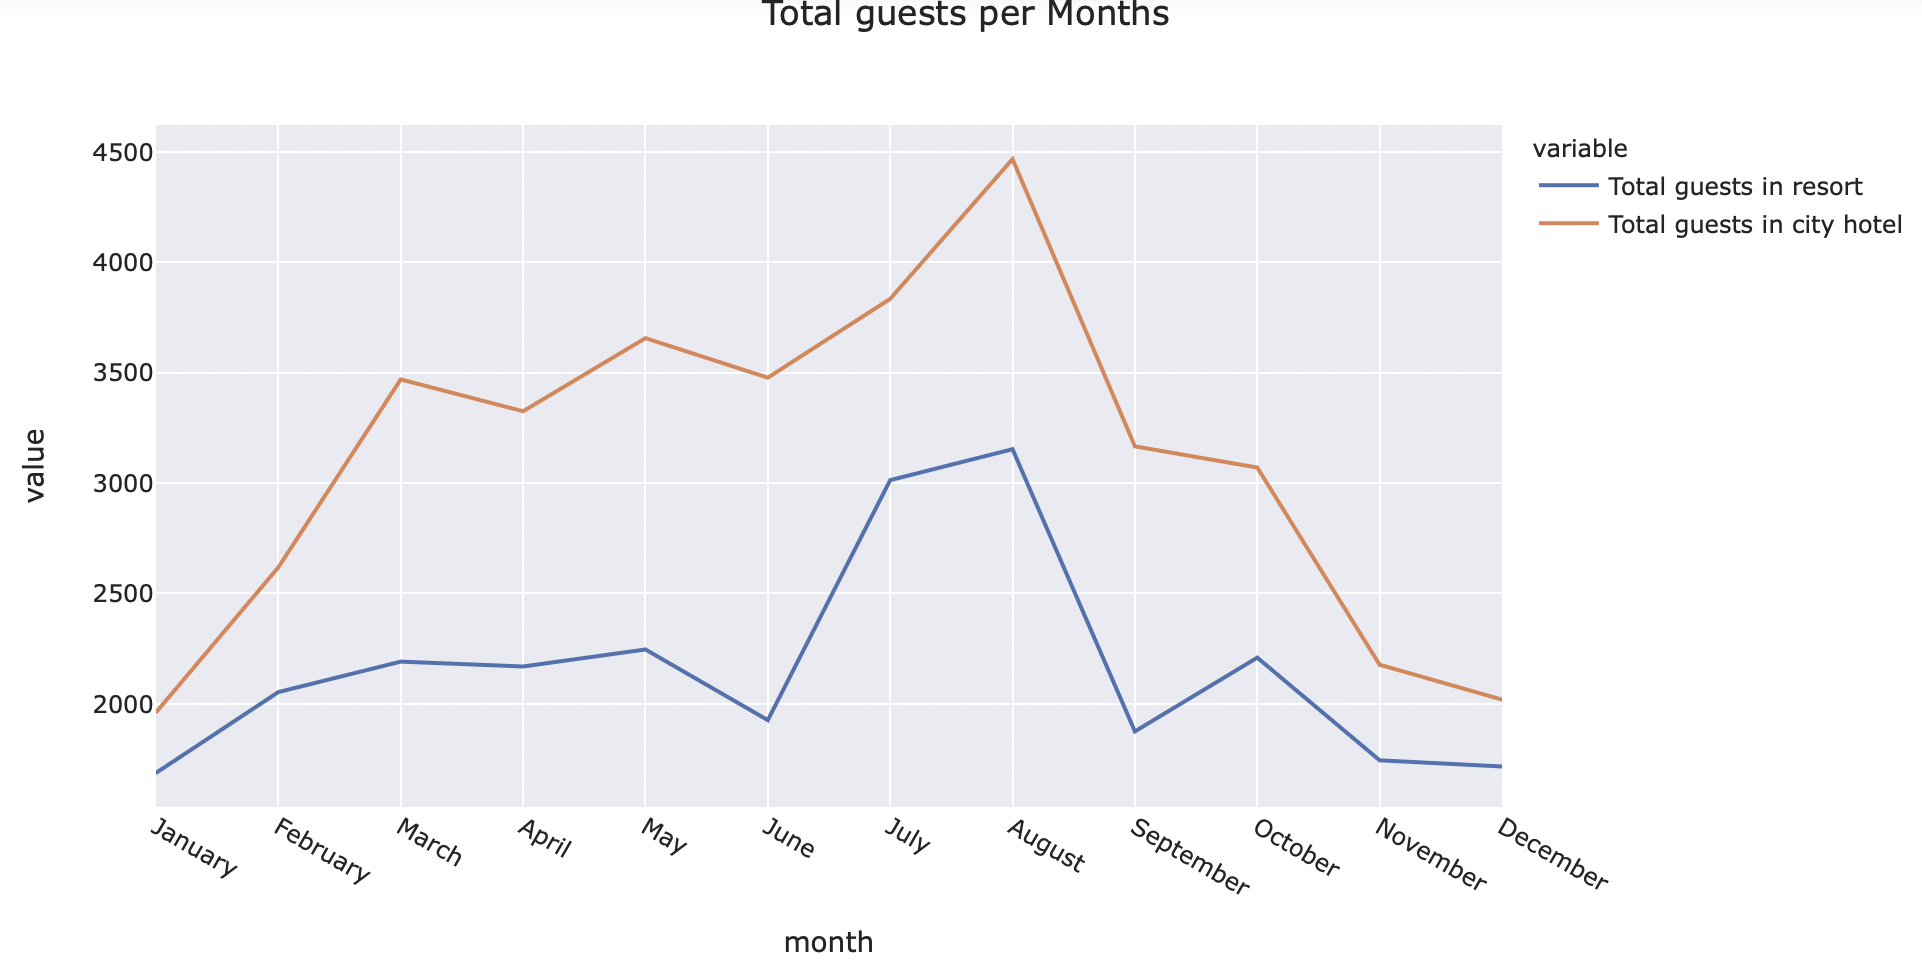 Total guests per Months
value
4500
4000
3500
3000
2500
2000
January
February
March
April
May
June
July
August
September
October
November
December
month
variable
Total guests in resort
Total guests in city hotel